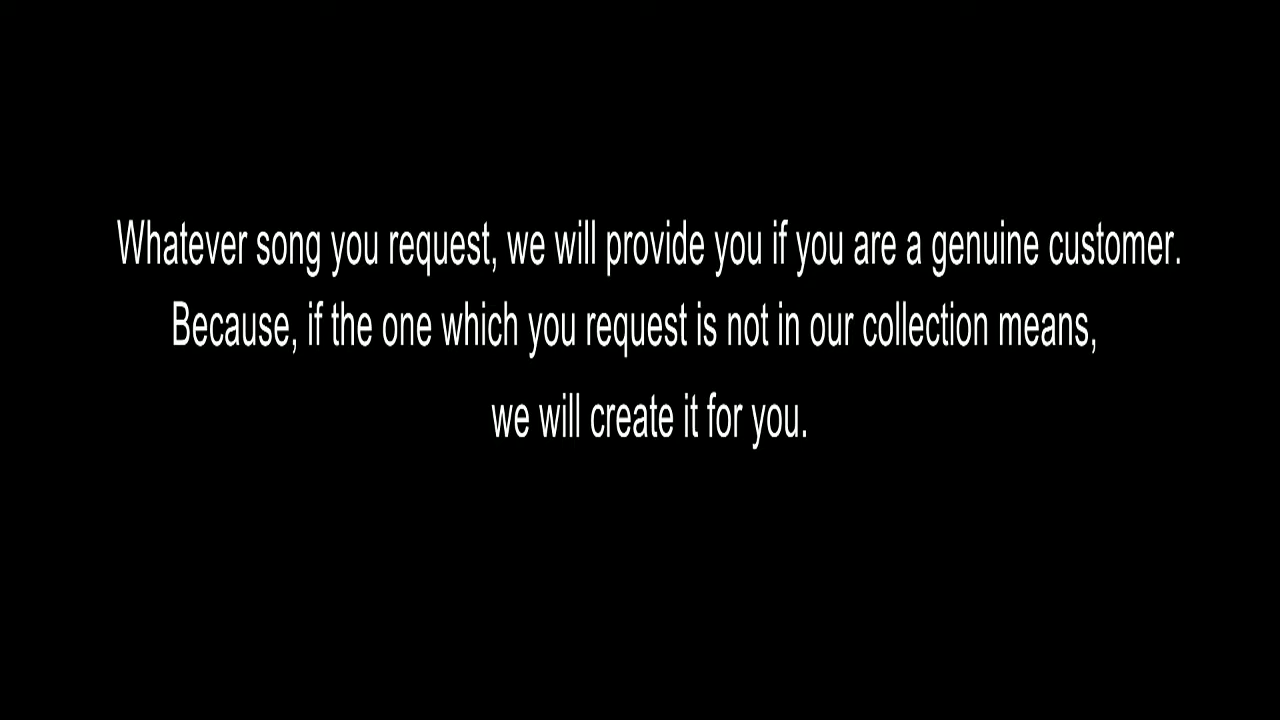 Whatever song you request, we will provide you if you are a genuine customer.
Because, if the one which you request is not in our collection means,
we will create it for you.